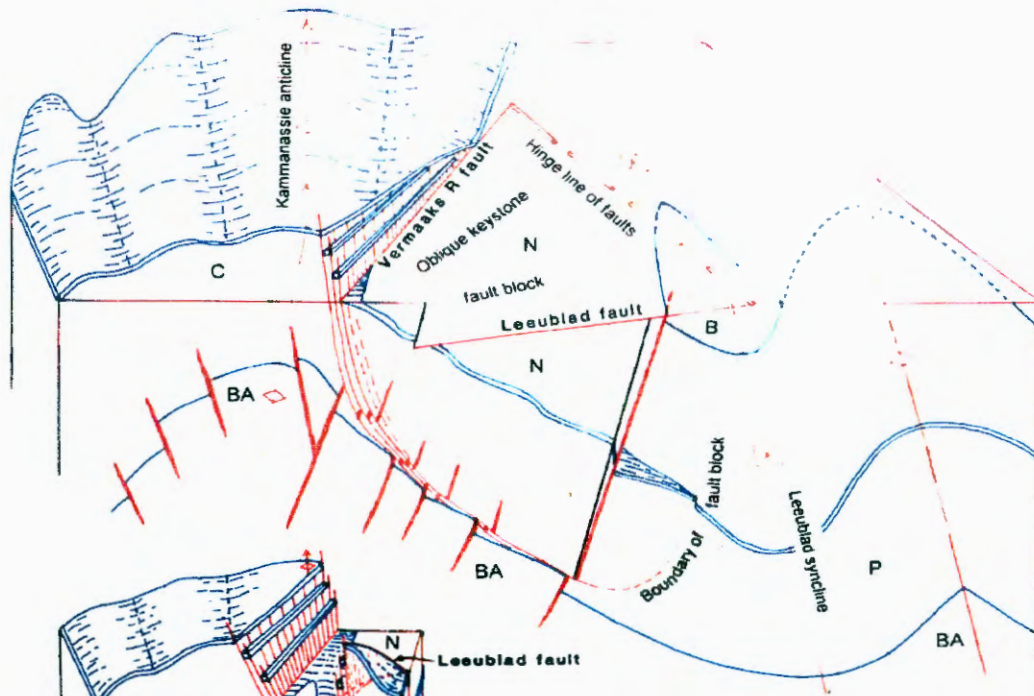 Kammanassie anticline
Vermaaks R fault
Hinge line of faults
Oblique keystone
N
fault block
C
Leeublad fault
B
N
BA
fault block
Boundary of
Leeublad syncline
P
BA
BA
N
Leeublad fault